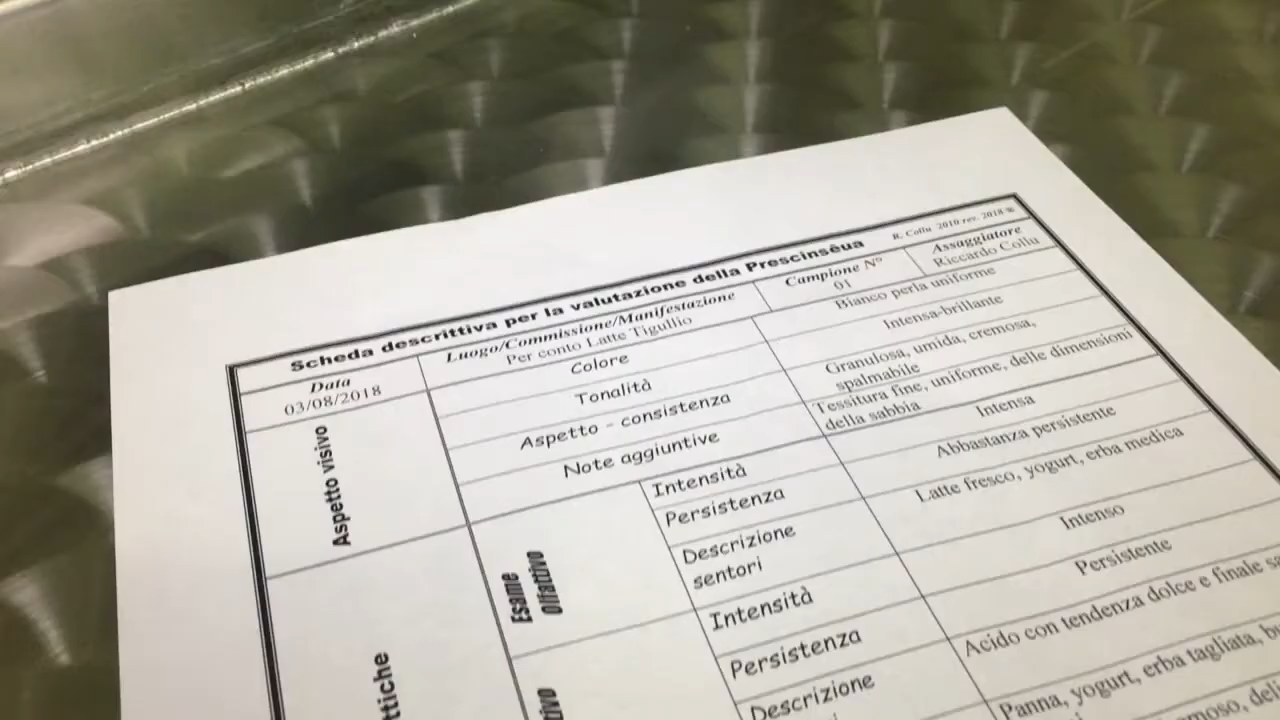 Scheda descrittiva per la valutazione della Prescinsêua
R. Collu 2010 rev. 2018 ®
Data
03/08/2018
Luogo/Commissione/Manifestazione
Per conto Latte Tigullio
Campione N°
01
Assaggiatore
Riccardo Collu
Aspetto visivo
Colore
Bianco perla uniforme
Tonalità
Intensa-brillante
Aspetto - consistenza
Granulosa, umida, cremosa,
spalmabile
Note aggiuntive
Tessitura fine, uniforme, delle dimensioni
della sabbia
Esame
olfattivo
Intensità
Intensa
Persistenza
Abbastanza persistente
Descrizione
sentori
Latte fresco, yogurt, erba medica
Intensità
Intenso
Persistenza
Persistente
Descrizione
Acido con tendenza dolce e finale
Panna, yogurt, erba tagliata,